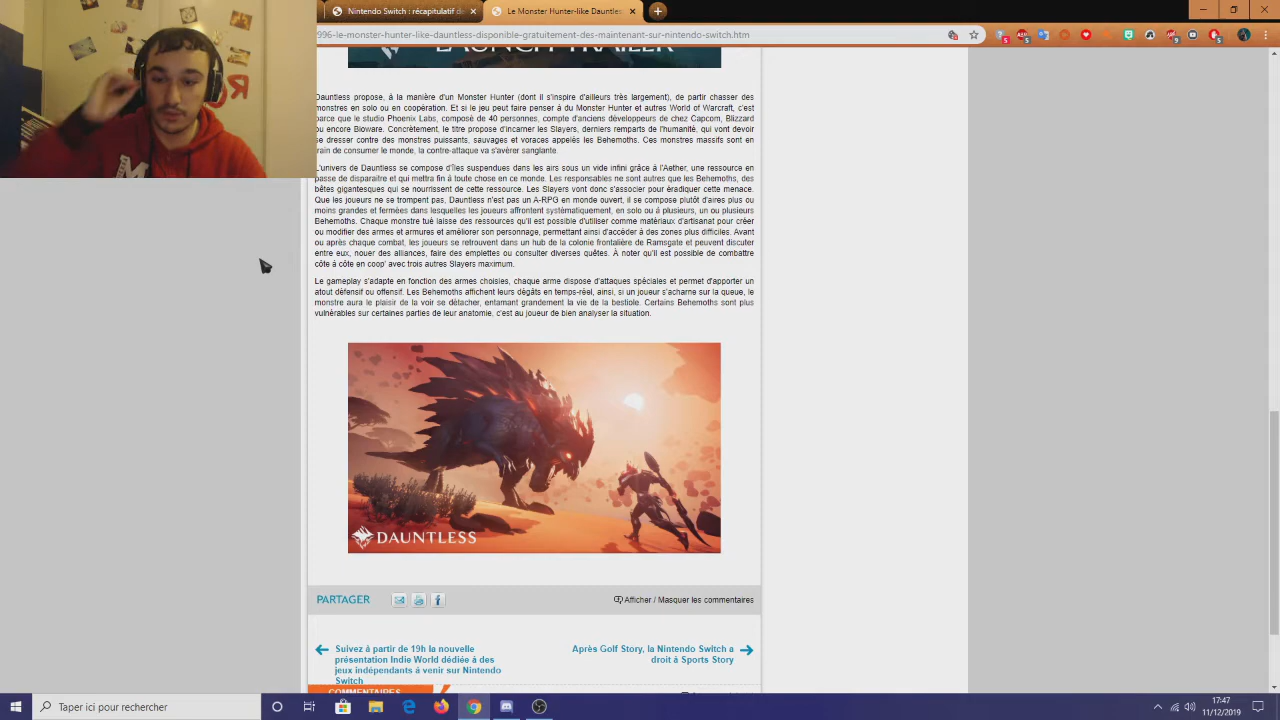 Nintendo Switch : récapitulatif d
Le Monster Hunter-like Dauntles
996-le-monster-hunter-like-dauntless-disponible-gratuitement-des-maintenant-sur-nintendo-switch.htm
LAUNCH TRAILER
Dauntless propose, à la manière d'un Monster Hunter (dont il s'inspire d'ailleurs très largement), de partir chasser des
monstres en solo ou en coopération. Et si le jeu peut faire penser à du Monster Hunter et autres World of Warcraft, c'est
parce que le studio Phoenix Labs, composé de 40 personnes, compte d'anciens développeurs de chez Capcom, Blizzard
ou encore Bioware. Concrètement, le titre propose d'incarner les Slayers, derniers remparts de l'humanité, qui vont devoir
se dresser contre des monstres puissants, sauvages et voraces appelés les Behemoths. Ces monstres massifs sont en
train de consumer le monde, la contre-attaque va s'avérer sanglante.
L'univers de Dauntless se compose d'îles suspendues dans les airs sous un vide infini grâce à l'Aether, une ressource en
passe de disparaitre et qui mettra fin à toute chose en ce monde. Les responsables ne sont autres que les Behemoths, des
bêtes gigantesques qui se nourrissent de cette ressource. Les Slayers vont donc s'associer pour éradiquer cette menace.
Que les joueurs ne se trompent pas, Dauntless n'est pas un A-RPG en monde ouvert, il se compose plutôt d'aires plus ou
moins grandes et fermées dans lesquelles les joueurs affrontent systématiquement, en solo ou à plusieurs, un ou plusieurs
Behemoths. Chaque monstre tué laisse des ressources qu'il est possible d'utiliser comme matériaux d'artisanat pour créer
ou modifier des armes et armures et améliorer son personnage, permettant ainsi d'accéder à des zones plus difficiles. Avant
ou après chaque combat, les joueurs se retrouvent dans un hub de la colonie frontalière de Ramsgate et peuvent discuter
entre eux, nouer des alliances, faire des emplettes ou consulter diverses quêtes. À noter qu'il est possible de combattre
côte à côte en coop' avec trois autres Slayers maximum.
Le gameplay s'adapte en fonction des armes choisies, chaque arme dispose d'attaques spéciales et permet d'apporter un
atout défensif ou offensif. Les Behemoths affichent leurs dégâts en temps-réel, ainsi, si un joueur s'acharne sur la queue, le
monstre aura le plaisir de la voir se détacher, entamant grandement la vie de la bestiole. Certains Behemoths sont plus
vulnérables sur certaines parties de leur anatomie, c'est au joueur de bien analyser la situation.
DAUNTLESS
PARTAGER
Afficher / Masquer les commentaires
Suivez à partir de 19h la nouvelle
présentation Indie World dédiée à des
jeux indépendants à venir sur Nintendo
Switch
Après Golf Story, la Nintendo Switch a
droit à Sports Story
COMMENTAIRES
Taper ici pour rechercher
17:47
11/12/2019